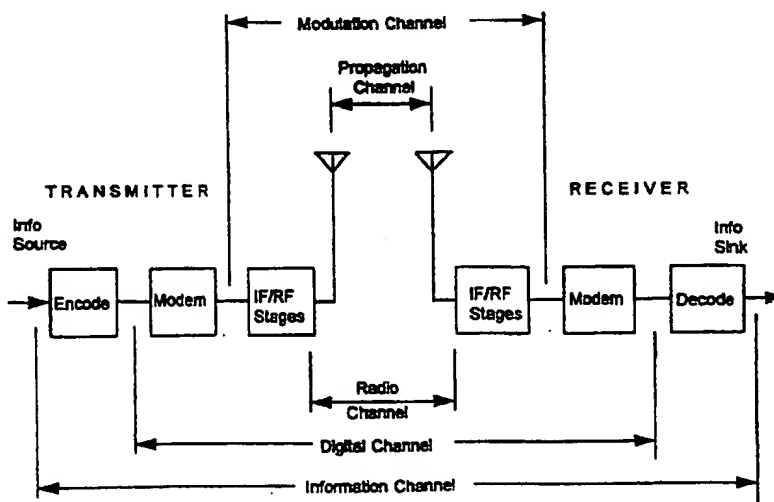 Modutation Channel
Propagation
Channel
TRANSMITTER
RECEIVER
Info
Source
Info
Sink
Encode
Modem
IF/RF
Stages
IF/RF
Stages
Modem
Decode
Radio
Channel
Digital Channel
Information Channel